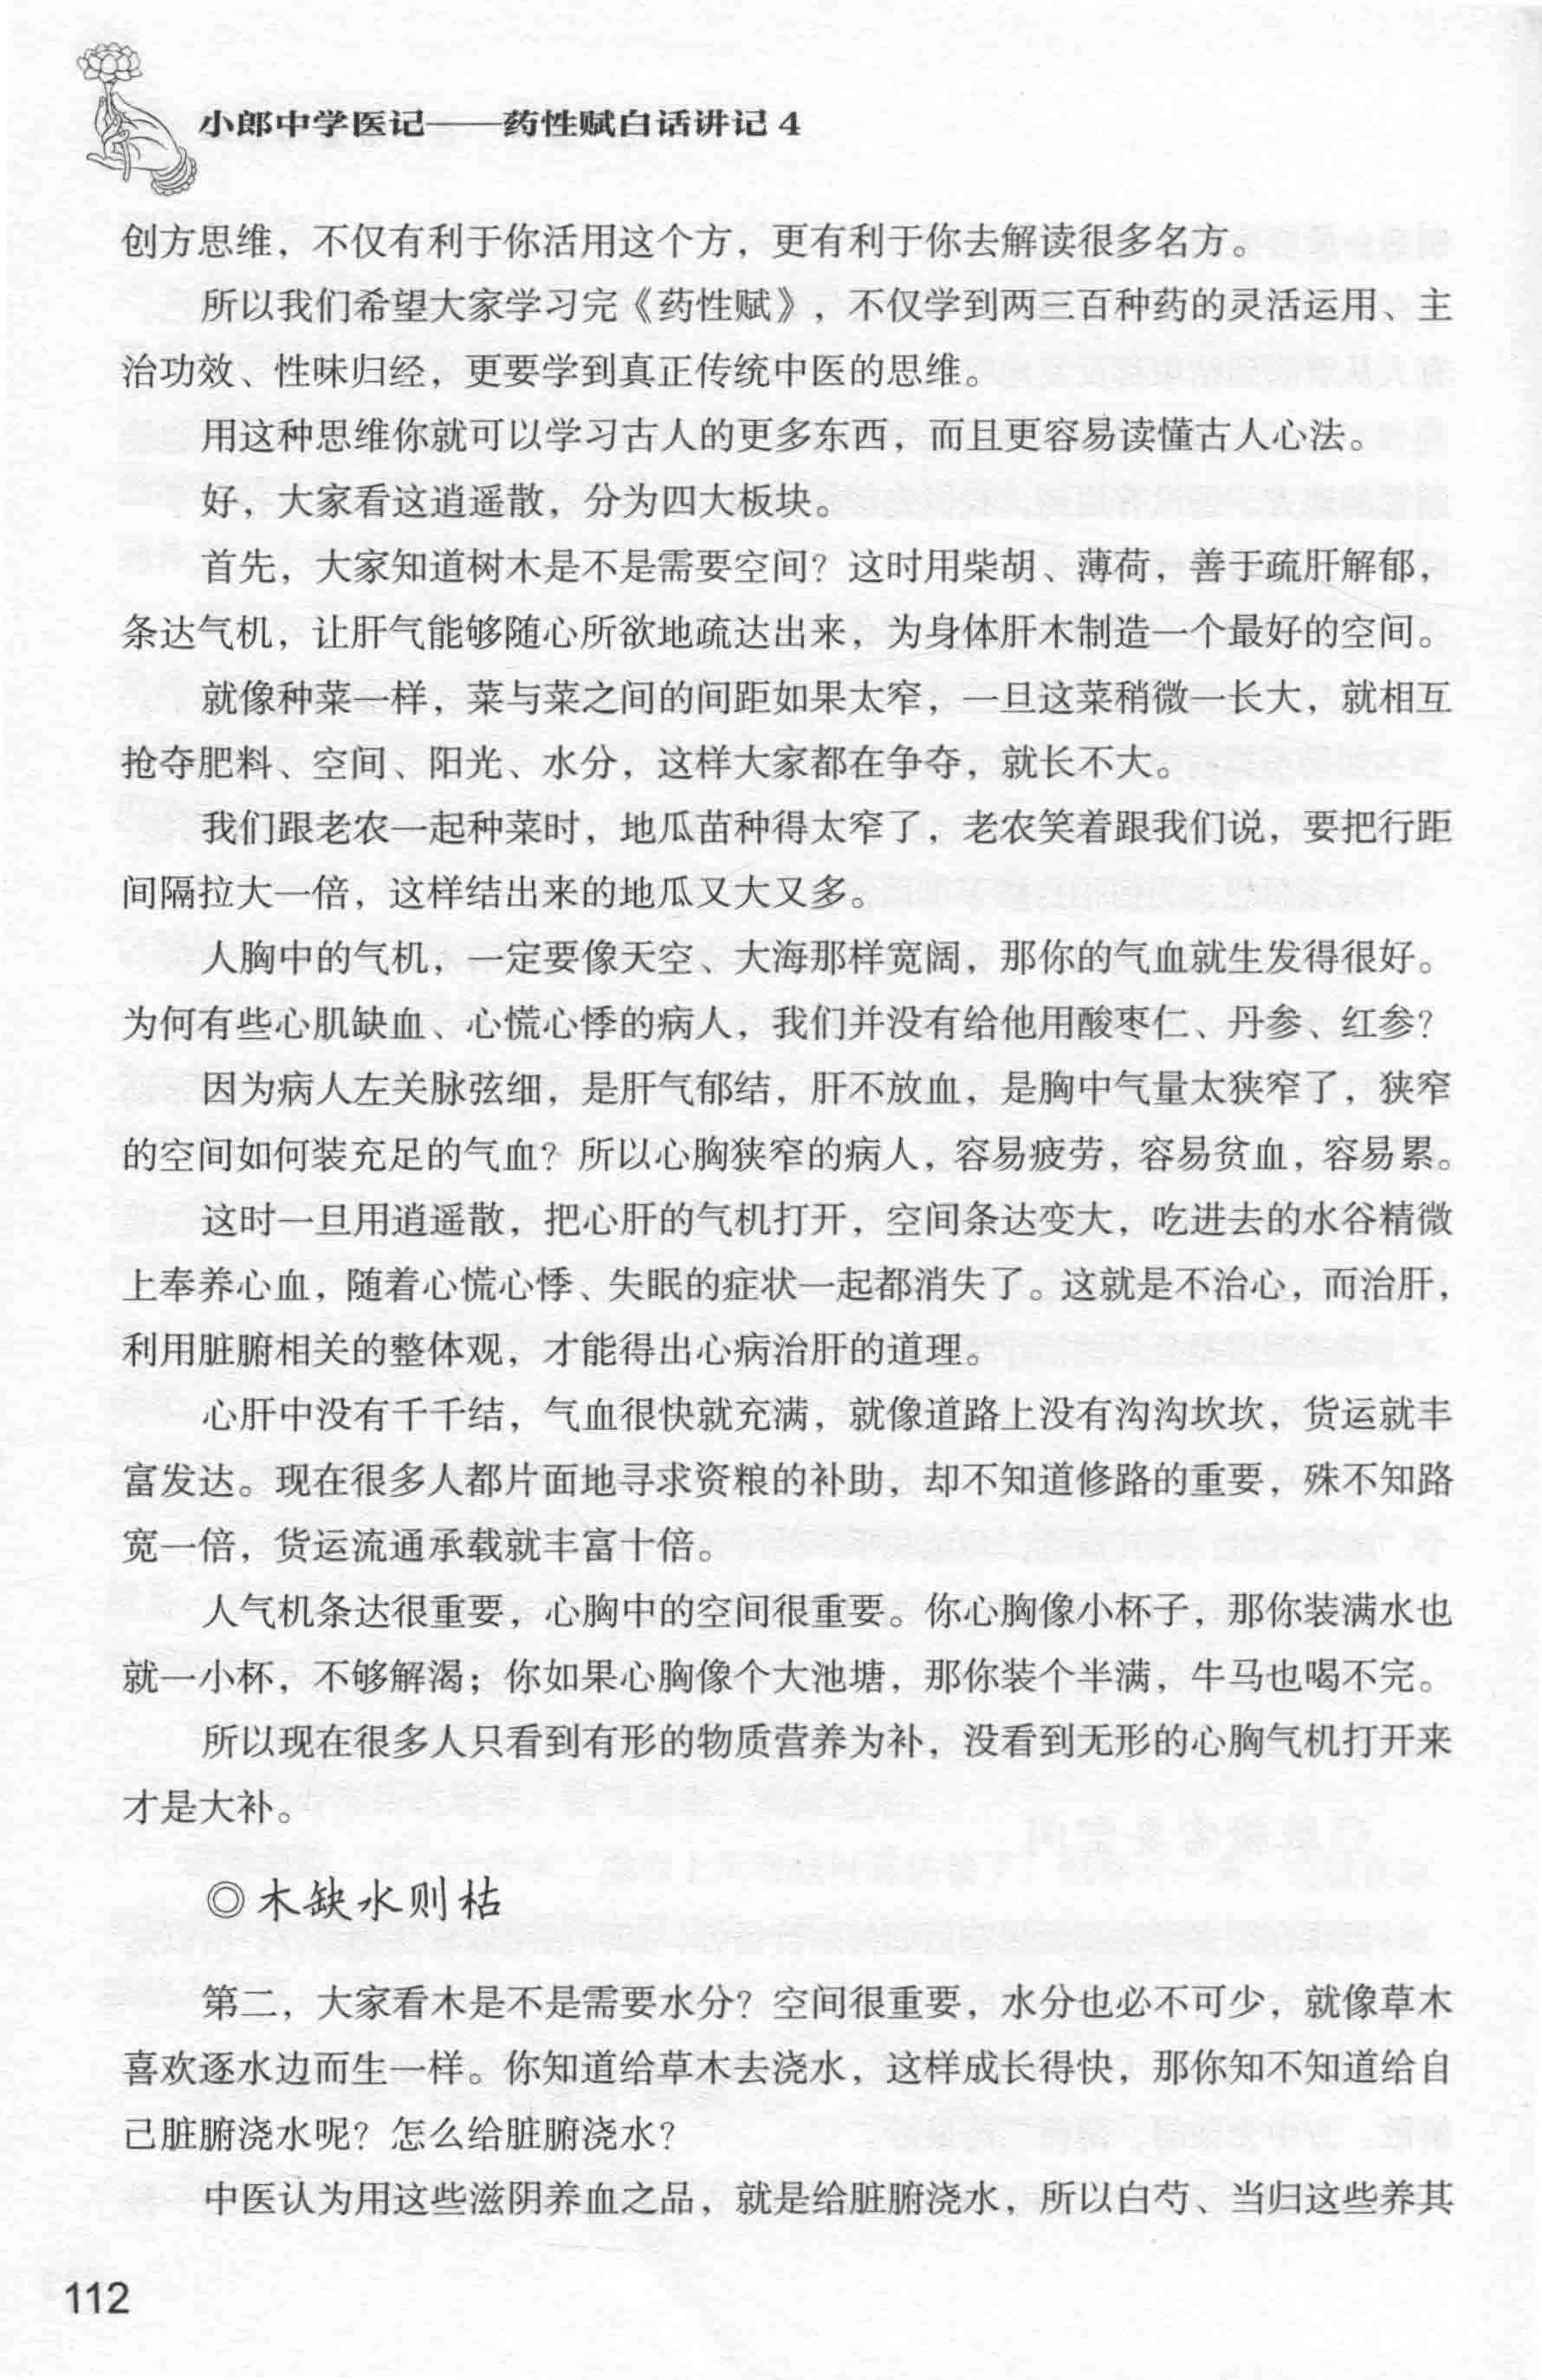 小郎中学医记——药性赋白话讲记 4
创方思维，不仅有利于你活用这个方，更有利于你去解读很多名方。
所以我们希望大家学习完《药性赋》，不仅学到两三百种药的灵活运用、主
治功效、性味归经，更要学到真正传统中医的思维。
用这种思维你就可以学习古人的更多东西，而且更容易读懂古人心法。
好，大家看这逍遥散，分为四大板块。
首先，大家知道树木是不是需要空间？这时用柴胡、薄荷，善于疏肝解郁，
条达气机，让肝气能够随心所欲地疏达出来，为身体肝木制造一个最好的空间。
就像种菜一样，菜与菜之间的间距如果太窄，一旦这菜稍微一长大，就相互
抢夺肥料、空间、阳光、水分，这样大家都在争夺，就长不大。
我们跟老农一起种菜时，地瓜苗种得太窄了，老农笑着跟我们说，要把行距
间隔拉大一倍，这样结出来的地瓜又大又多。
人胸中的气机，一定要像天空、大海那样宽阔，那你的气血就生发得很好。
为何有些心肌缺血、心慌心悸的病人，我们并没有给他用酸枣仁、丹参、红参？
因为病人左关脉弦细，是肝气郁结，肝不放血，是胸中气量太狭窄了，狭窄
的空间如何装充足的气血？所以心胸狭窄的病人，容易疲劳，容易贫血，容易累。
这时一旦用逍遥散，把心肝的气机打开，空间条达变大，吃进去的水谷精微
上奉养心血，随着心慌心悸、失眠的症状一起都消失了。这就是不治心，而治肝，
利用脏腑相关的整体观，才能得出心病治肝的道理。
心肝中没有千千结，气血很快就充满，就像道路上没有沟沟坎坎，货运就丰
富发达。现在很多人都片面地寻求资粮的补助，却不知道修路的重要，殊不知路
宽一倍，货运流通承载就丰富十倍。
人气机条达很重要，心胸中的空间很重要。你心胸像小杯子，那你装满水也
就一小杯，不够解渴；你如果心胸像个大池塘，那你装个半满，牛马也喝不完。
所以现在很多人只看到有形的物质营养为补，没看到无形的心胸气机打开来
才是大补。
◎木缺水则枯
第二，大家看木是不是需要水分？空间很重要，水分也必不可少，就像草木
喜欢逐水边而生一样。你知道给草木去浇水，这样成长得快，那你知不知道给自
己脏腑浇水呢？怎么给脏腑浇水？
中医认为用这些滋阴养血之品，就是给脏腑浇水，所以白芍、当归这些养其
112